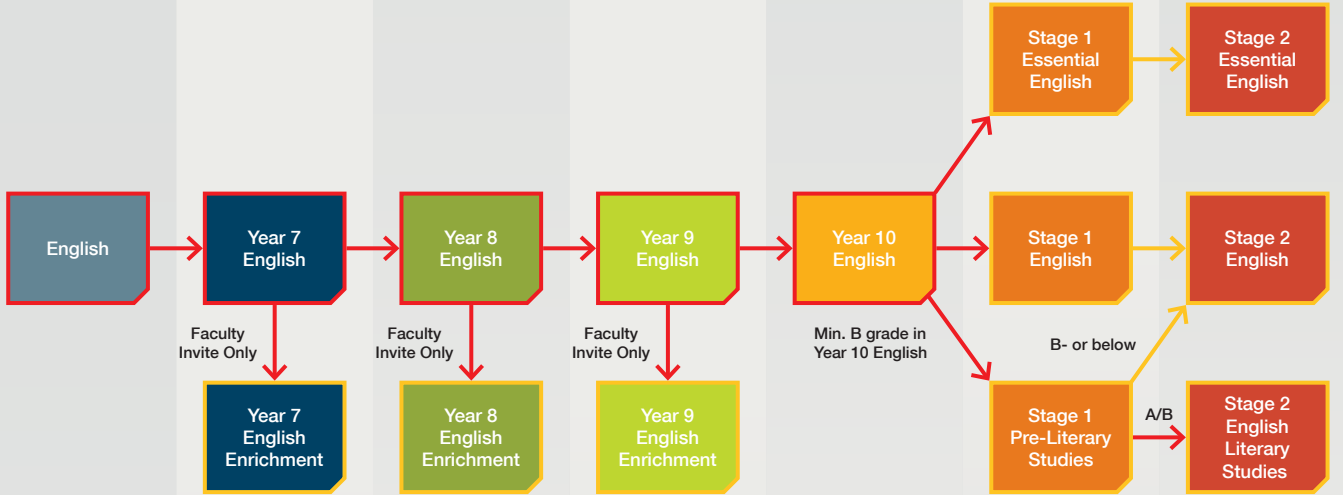 Stage 1
Essential
English
Stage 2
Essential
English
English
Year 7
English
Year 8
English
Year 9
English
Year 10
English
Stage 1
English
Stage 2
English
Faculty
Invite Only
Faculty
Invite Only
Faculty
Invite Only
Min. B grade in
Year 10 English
B- or below
Year 7
English
Enrichment
Year 8
English
Enrichment
Year 9
English
Enrichment
Stage 1
Pre-Literary
Studies
A/B
Stage 2
English
Literary
Studies